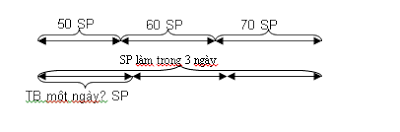 50 SP 60 SP 70 SP
SP làm trong 3 ngày
TB một ngày? SP